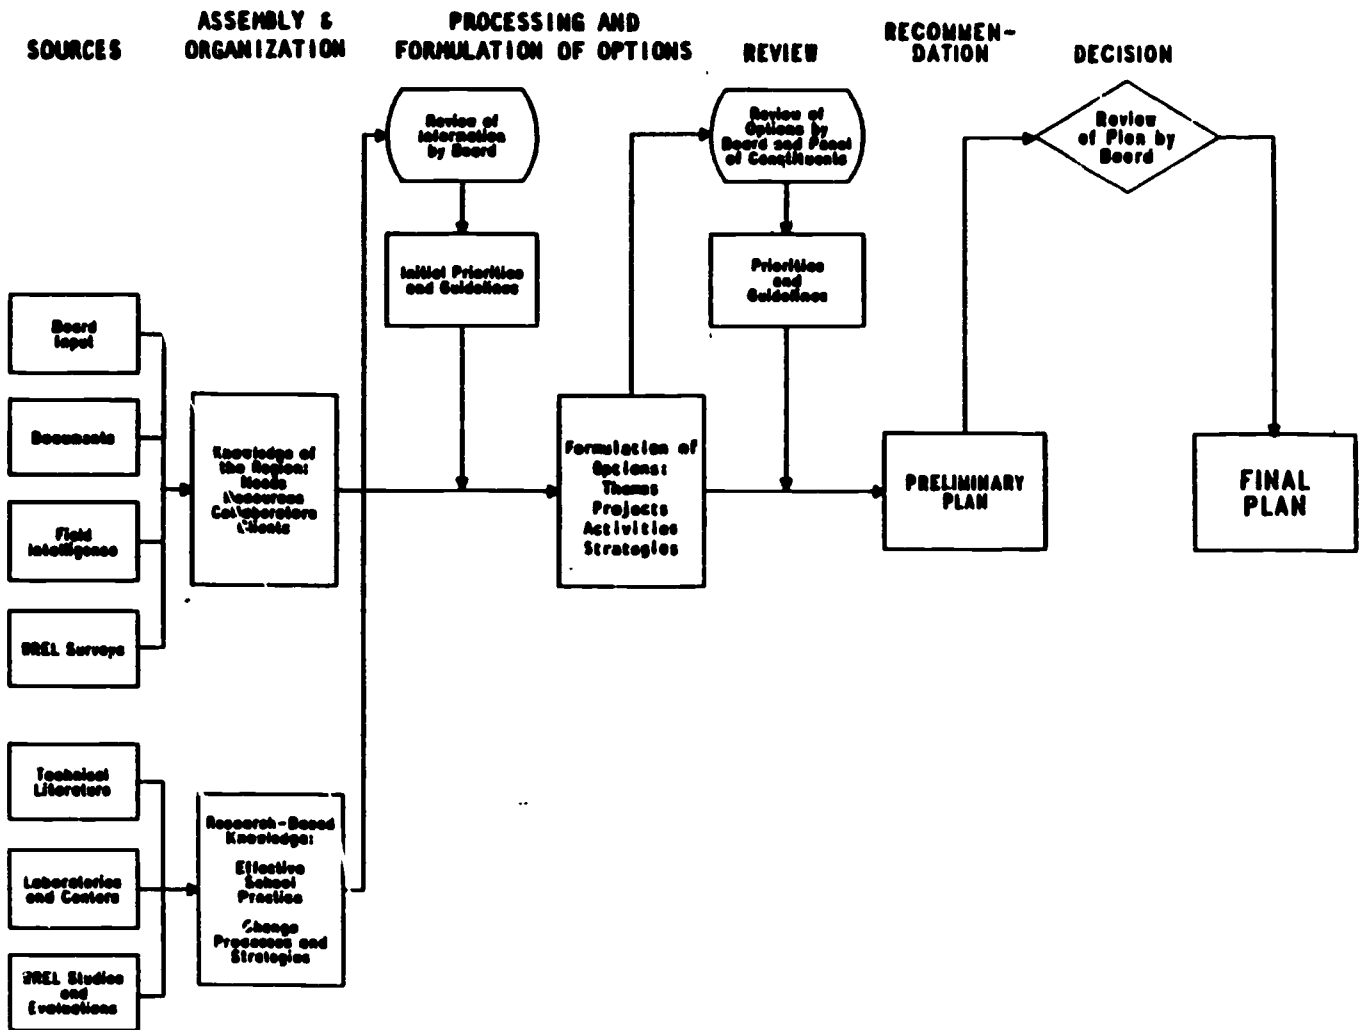 SOURCES
ASSEMBLY &
ORGANIZATION
PROCESSING AND
FORMULATION OF OPTIONS
REVIEW
RECOMMEN-
DATION
DECISION
Review of
Information
by Board
Initial Priorities
and Guidelines
Review of
Options by
Board and Panel
of Constituents
Priorities
and
Guidelines
Review
of Plan by
Board
Board
Input
Documents
Field
Intelligence
Surveys
Knowledge of
the Region:
Needs
Resources
Collaborators
Clients
Formulation of
Options:
Themes
Projects
Activities
Strategies
PRELIMINARY
PLAN
FINAL
PLAN
Technical
Literature
Laboratories
and Centers
Studies
and
Evaluations
Research-Based
Knowledge:
Effective
School
Practice
Change
Processes and
Strategies